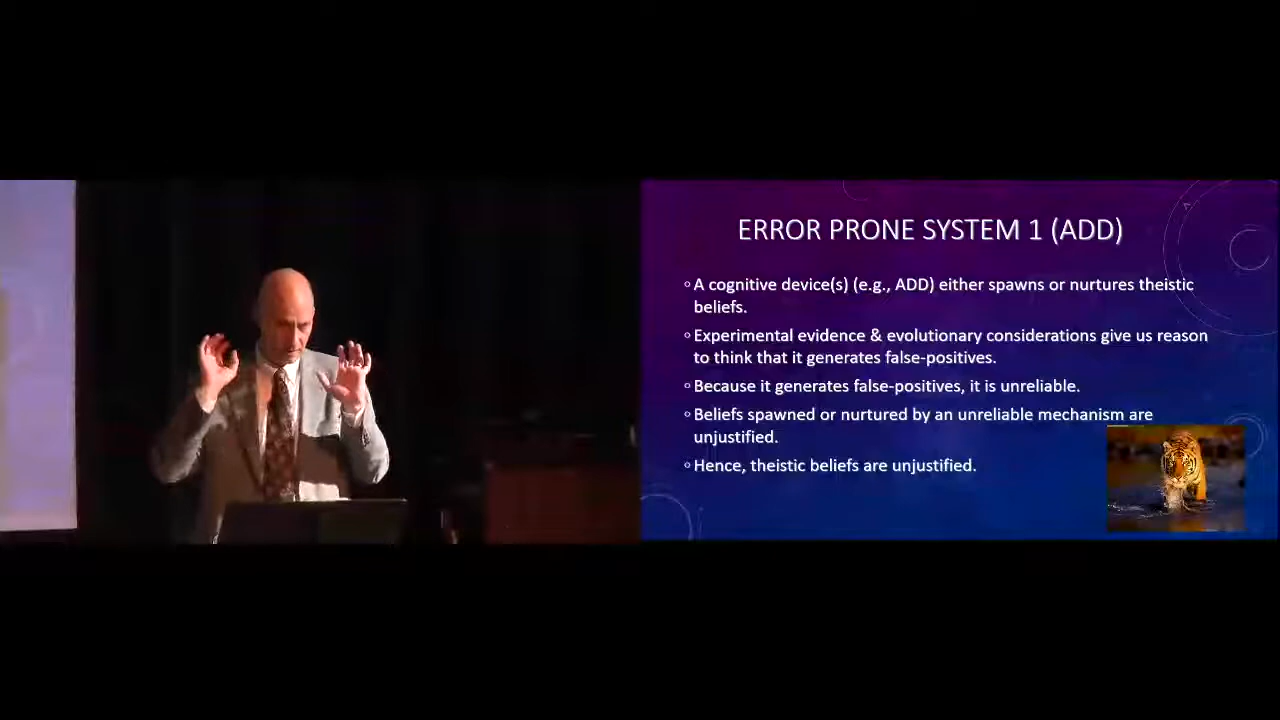 ERROR PRONE SYSTEM 1 (ADD)
◦A cognitive device(s) (e.g., ADD) either spawns or nurtures theistic
beliefs.
◦Experimental evidence & evolutionary considerations give us reason
to think that it generates false-positives.
◦Because it generates false-positives, it is unreliable.
◦Beliefs spawned or nurtured by an unreliable mechanism are
unjustified.
◦Hence, theistic beliefs are unjustified.